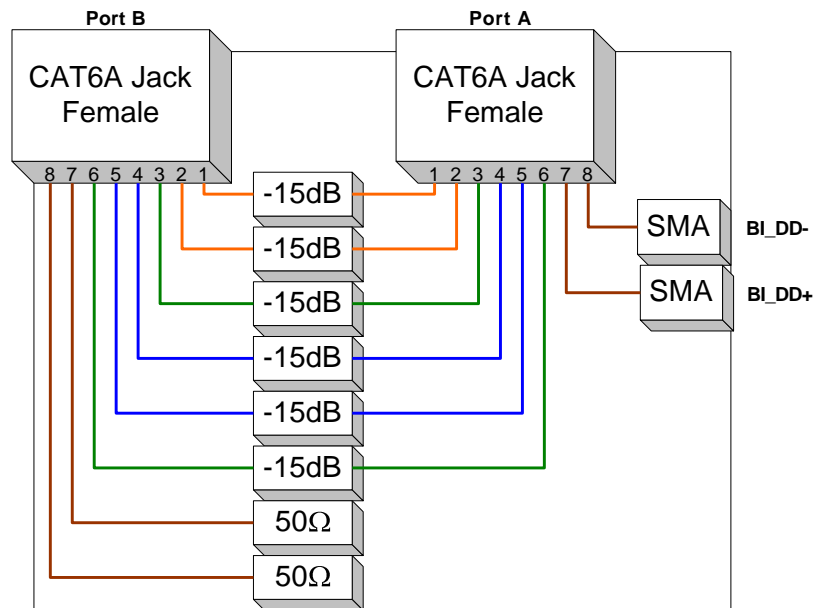 Port B
Port A
CAT6A Jack
Female
CAT6A Jack
Female
8 7 6 5 4 3 2 1
1 2 3 4 5 6 7 8
-15dB
SMA
BI_DD-
-15dB
SMA
BI_DD+
-15dB
-15dB
-15dB
-15dB
50Ω
50Ω